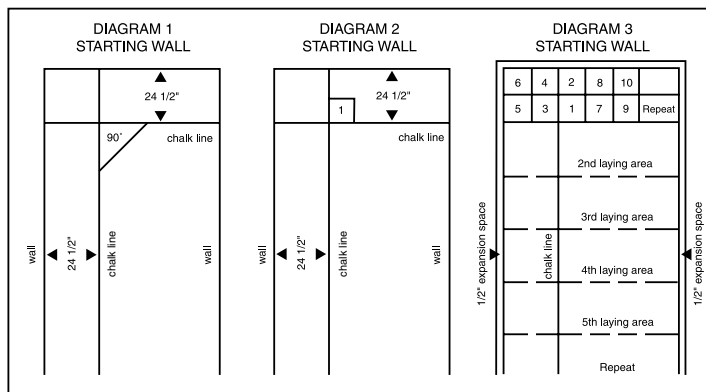 DIAGRAM 1
STARTING WALL
24 1/2"
90°
chalk line
wall
24 1/2"
chalk line
wall
DIAGRAM 2
STARTING WALL
1
24 1/2"
chalk line
wall
24 1/2"
chalk line
wall
DIAGRAM 3
STARTING WALL
6 4 2 8 10
5 3 1 7 9 Repeat
2nd laying area
3rd laying area
1/2" expansion space
chalk line
1/2" expansion space
4th laying area
5th laying area
Repeat